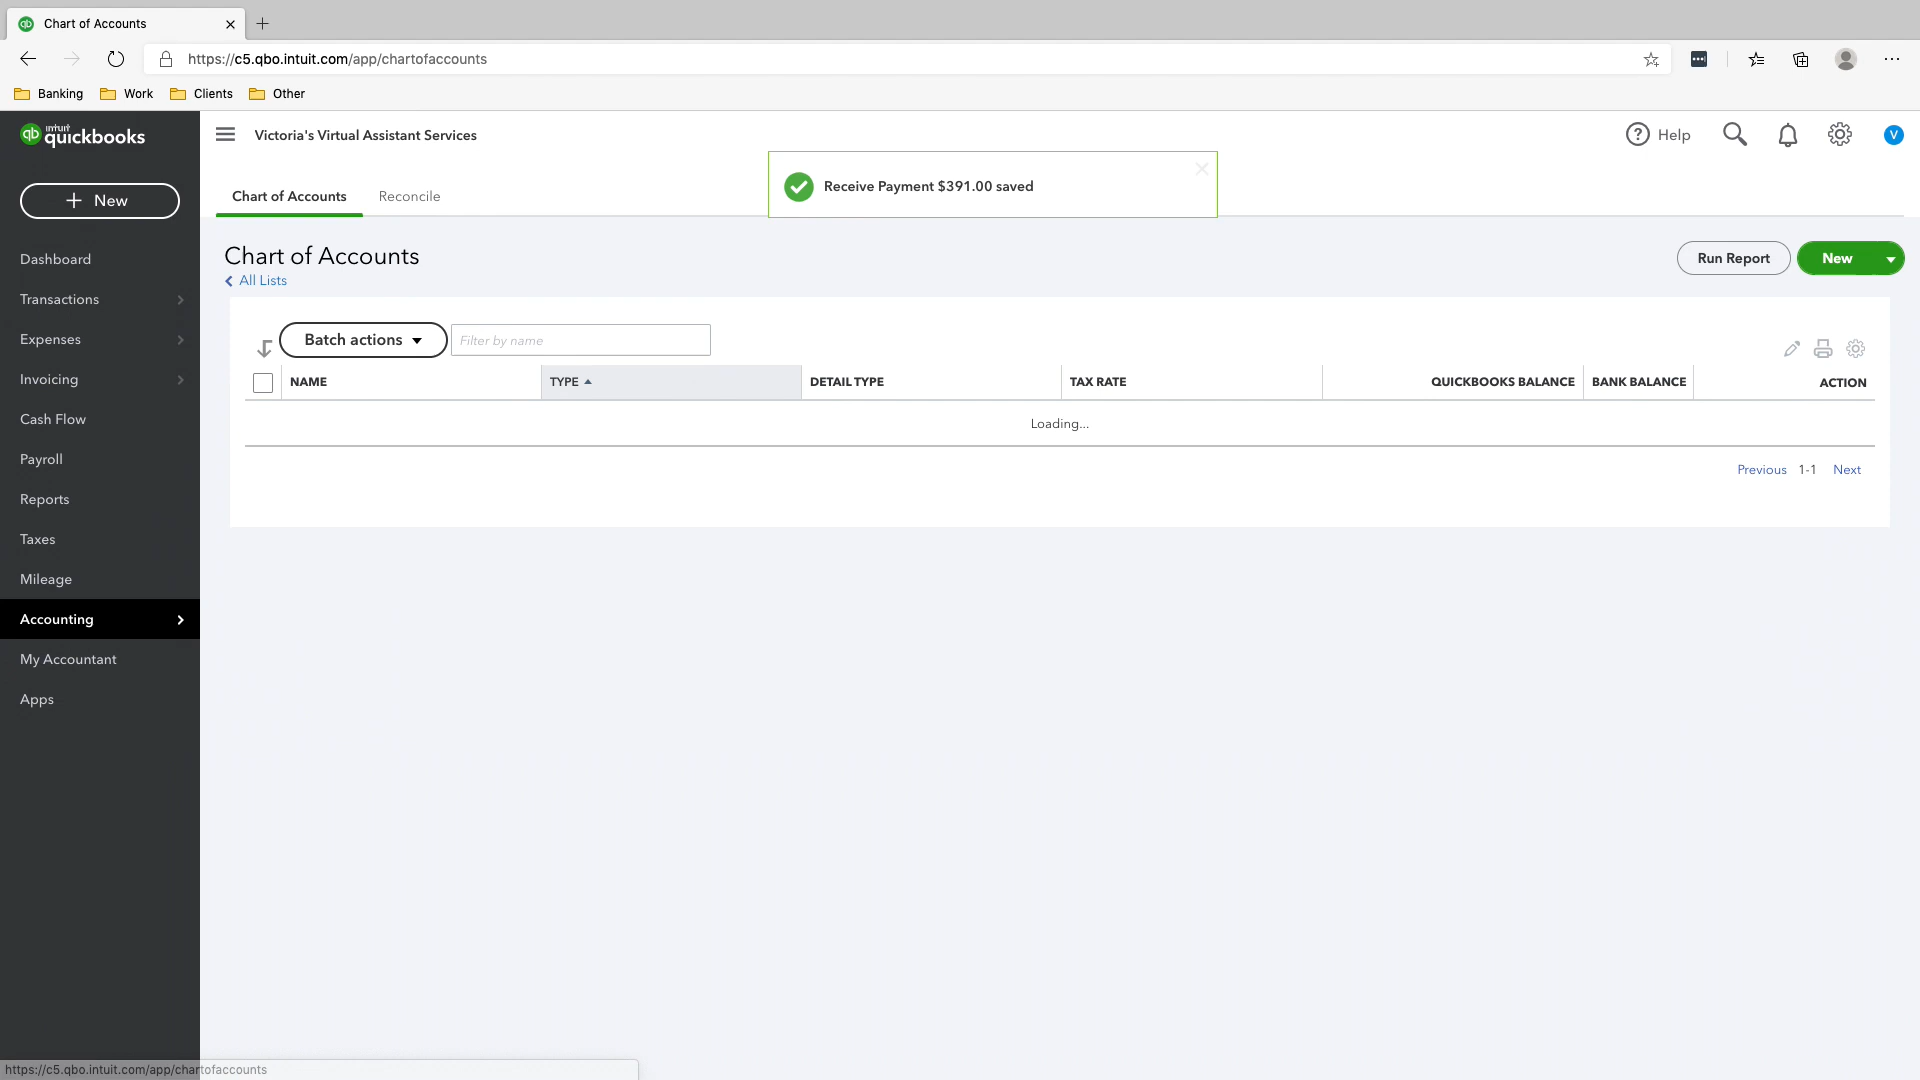 Chart of Accounts
https://c5.qbo.intuit.com/app/chartofaccounts
Banking Work Clients Other
qb intuit quickbooks
Victoria's Virtual Assistant Services
Help
V
Receive Payment $391.00 saved
Chart of Accounts Reconcile
New
Dashboard
Transactions
Expenses
Invoicing
Cash Flow
Payroll
Reports
Taxes
Mileage
Accounting
My Accountant
Apps
Chart of Accounts
All Lists
Run Report New
Batch actions Filter by name
NAME TYPE DETAIL TYPE TAX RATE QUICKBOOKS BALANCE BANK BALANCE ACTION
Loading...
Previous 1-1 Next
https://c5.qbo.intuit.com/app/chartofaccounts